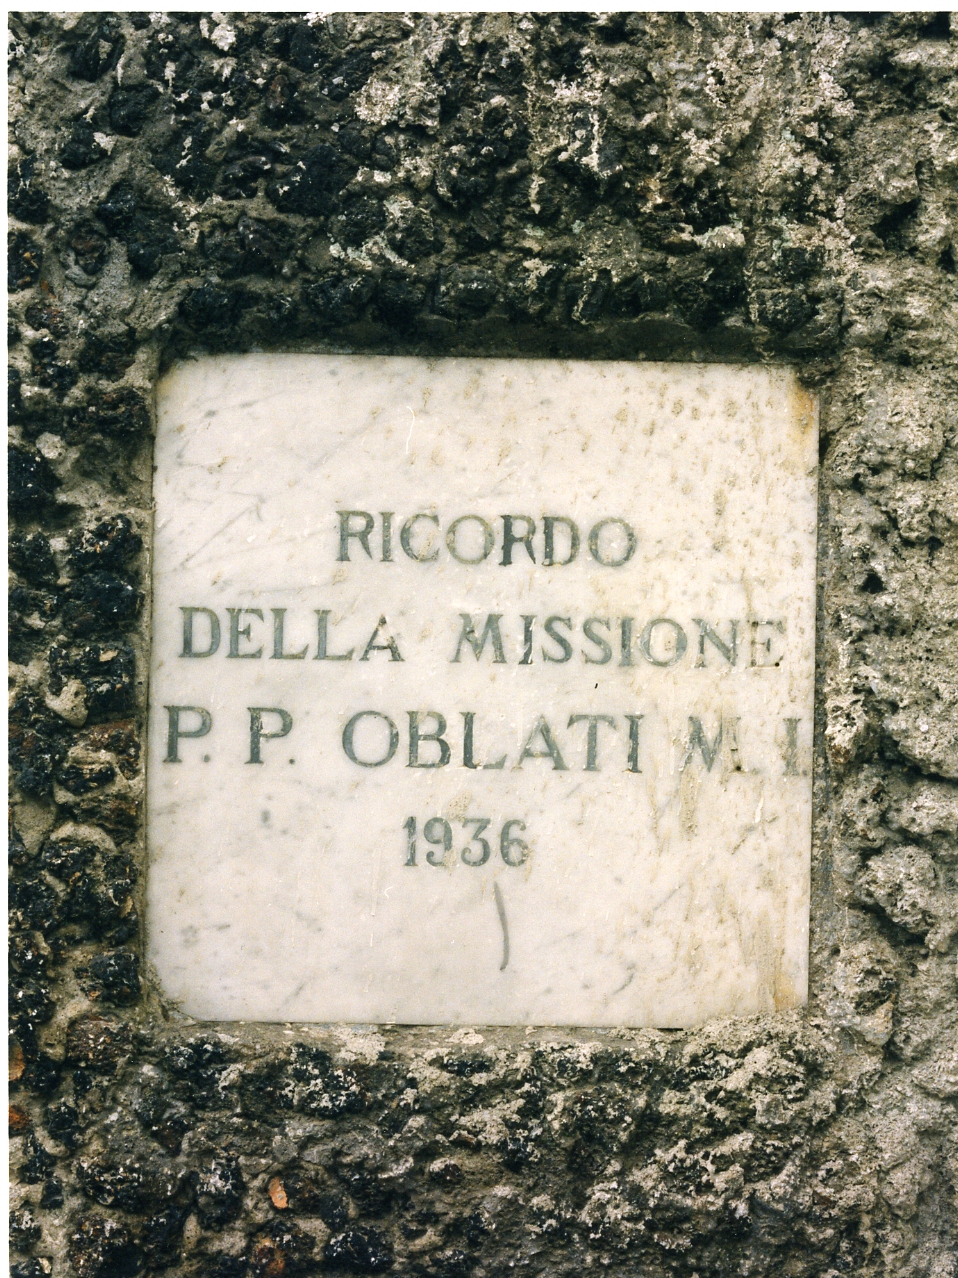 RICORDO
DELLA MISSIONE
P. P. OBLATI M. I
1936